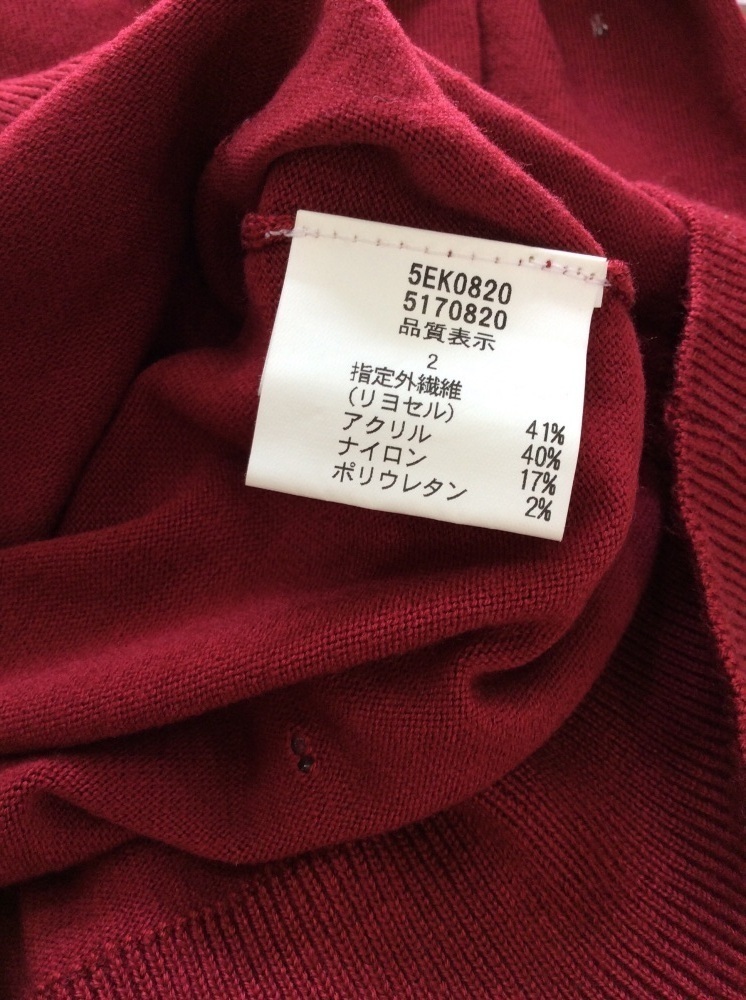 5EK0820
5170820
品質表示
2
指定外繊維
(リヨセル) 41%
アクリル 40%
ナイロン 17%
ポリウレタン 2%